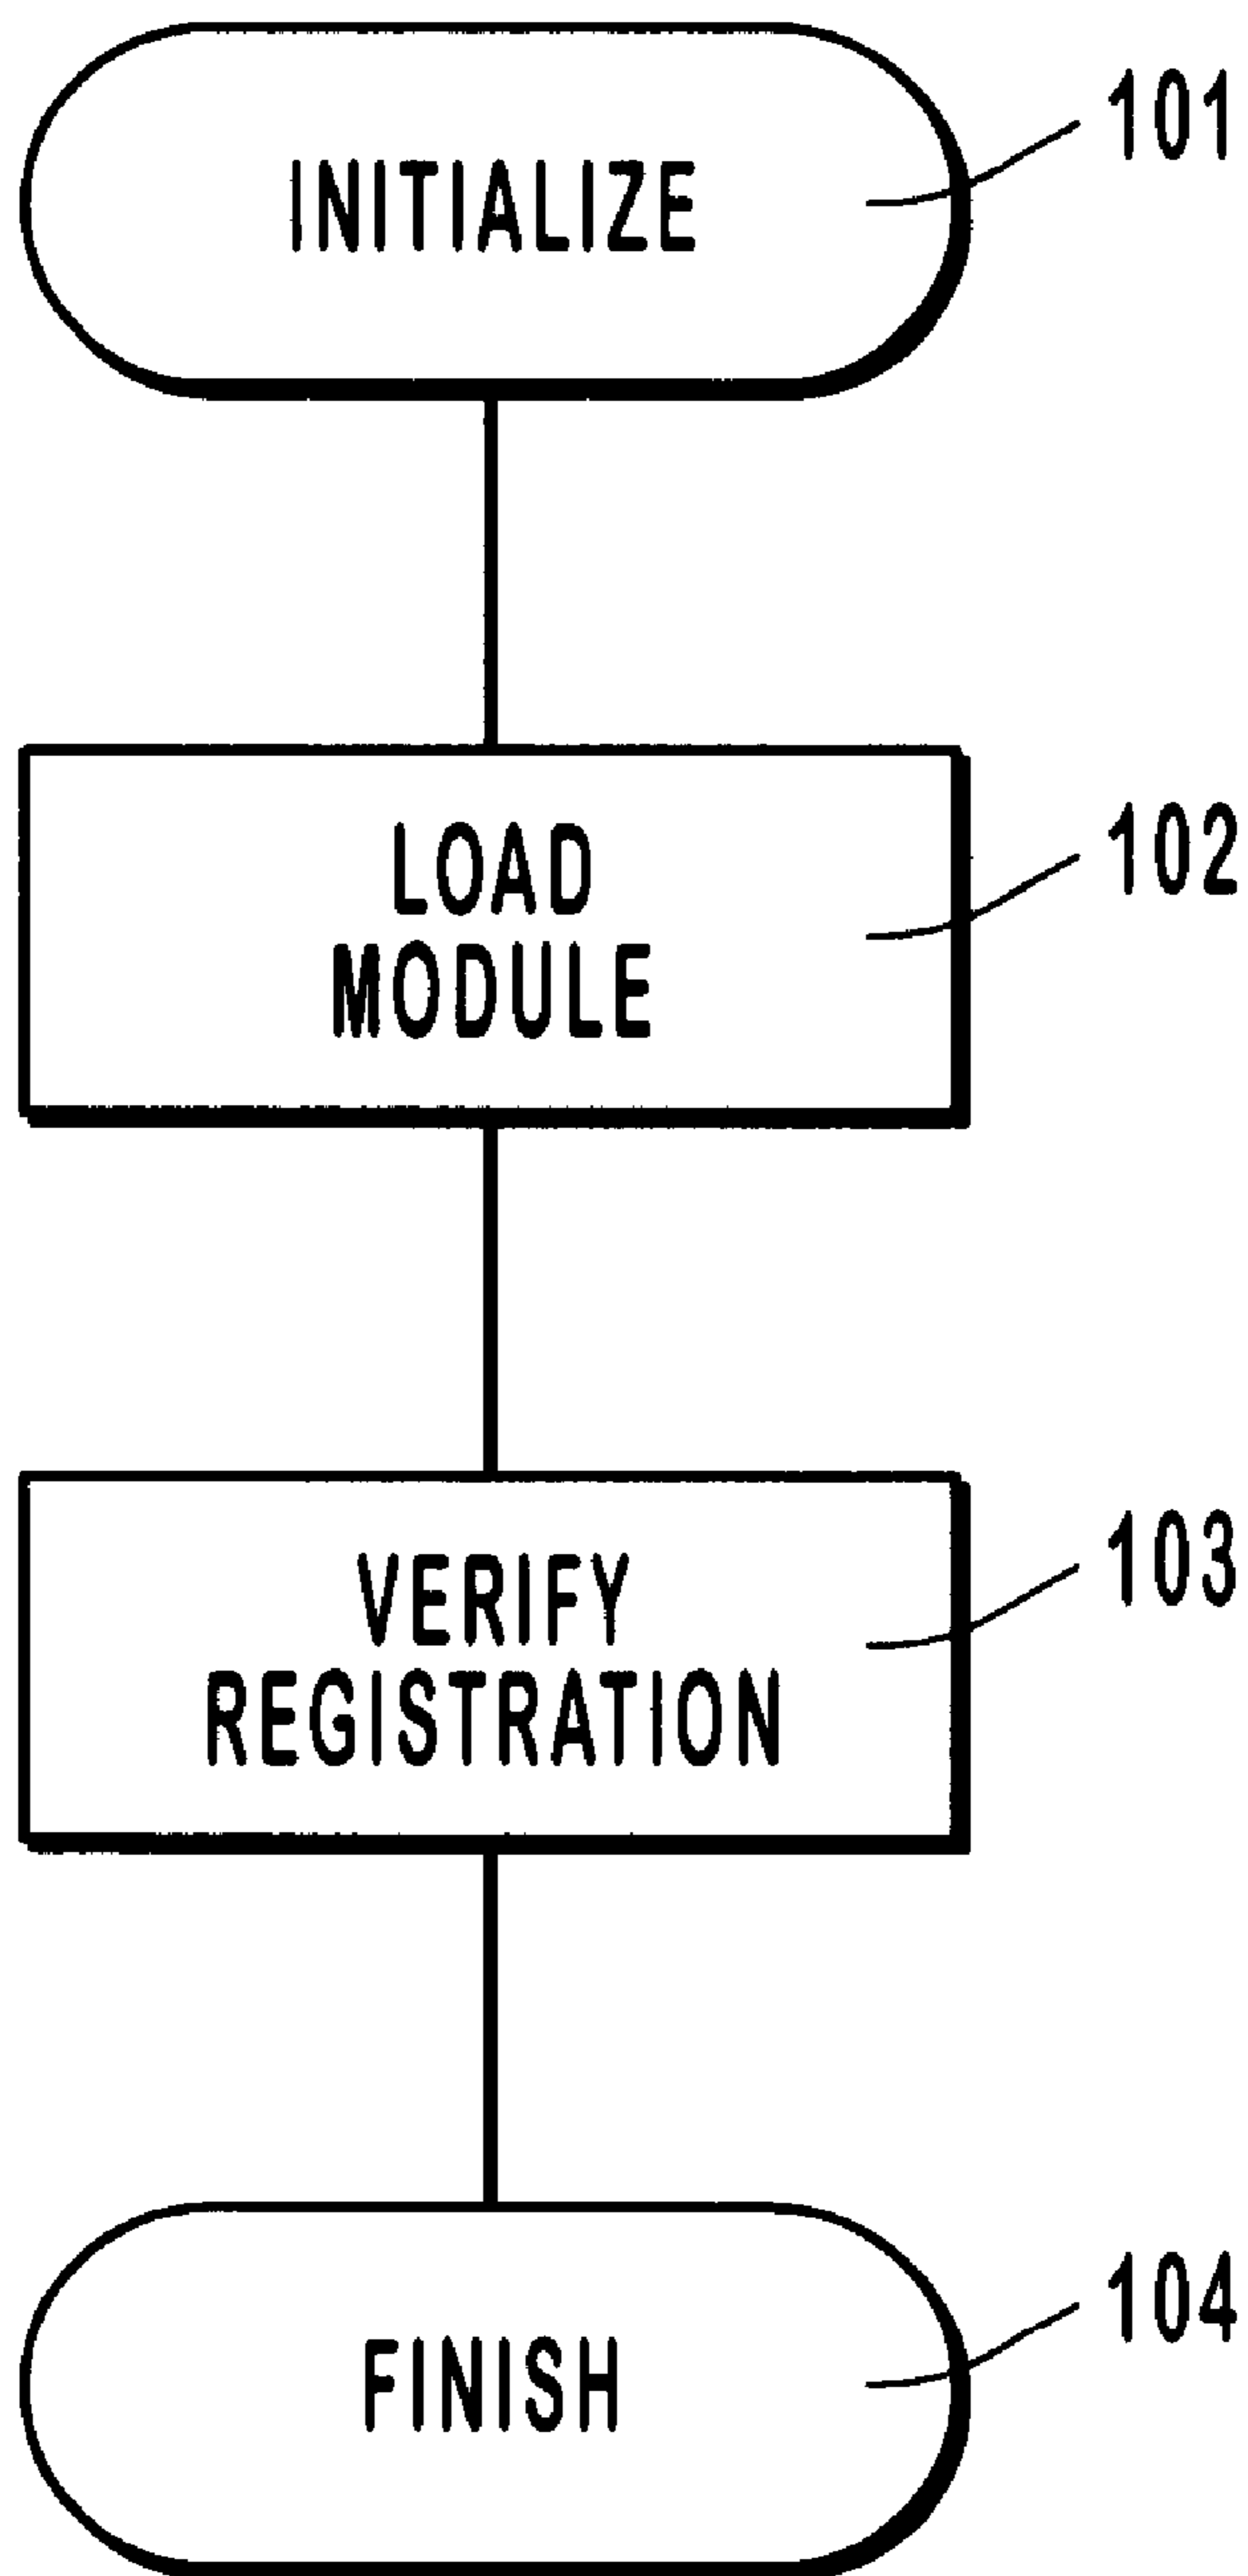 INITIALIZE
101
LOAD
MODULE
102
VERIFY
REGISTRATION
103
FINISH
104